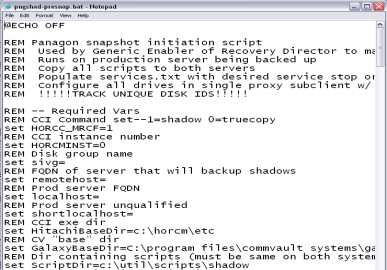 pngshad-presnap.bat - Notepad
File Edit Format View Help
@ECHO OFF
REM Panagon snapshot initiation script
REM Used by Generic Enabler of Recovery Director to
REM Runs on production server being backed up
REM Copy all scripts to both servers
REM Populate services.txt with desired service stop
REM Configure all drives in single proxy subclient w/
REM !!!!!TRACK UNIQUE DISK IDS!!!!!
REM -- Required Vars
REM CCI Command set--1=shadow 0=truecopy
set HORCC_MRCF=1
REM CCI instance number
set HORCMINST=0
REM Disk group name
set sivg=
REM FQDN of server that will backup shadows
set remotehost=
REM Prod server FQDN
set localhost=
REM Prod server unqualified
set shortlocalhost=
REM CCI exe dir
set HitachiBaseDir=c:\horcm\etc
REM CV "base" dir
set GalaxyBaseDir=C:\program files\commvault systems\ga
REM Dir containing scripts (must be same on both system
set ScriptDir=c:\util\scripts\shadow